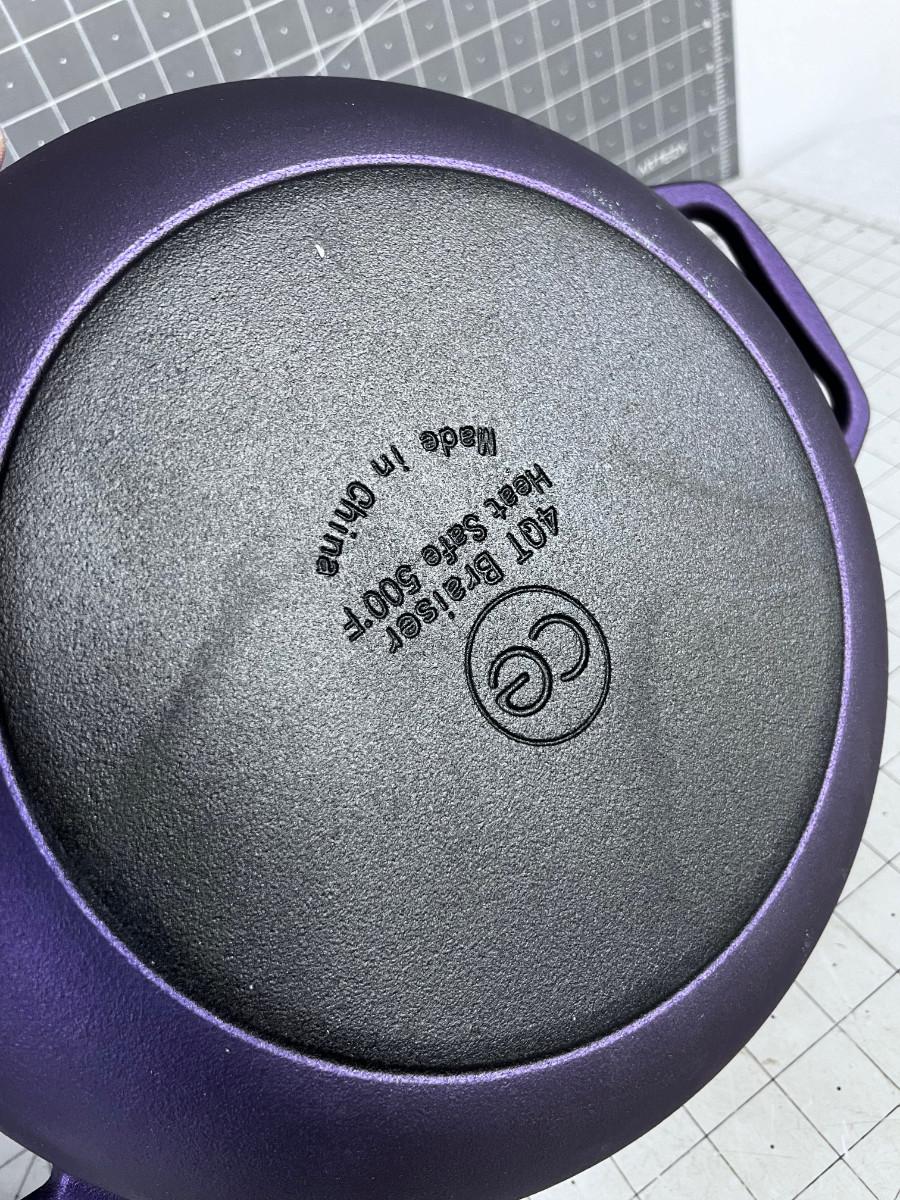 ce
4QT Braiser
Heat Safe 500°F
Made in China